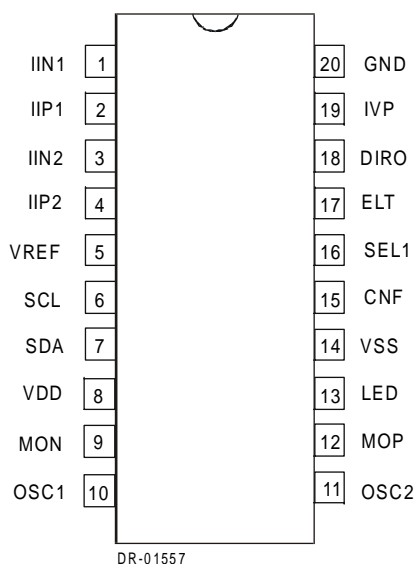 IIN1 1 20 GND
IIP1 2 19 IVP
IIN2 3 18 DIRO
IIP2 4 17 ELT
VREF 5 16 SEL1
SCL 6 15 CNF
SDA 7 14 VSS
VDD 8 13 LED
MON 9 12 MOP
OSC1 10 11 OSC2
DR-01557